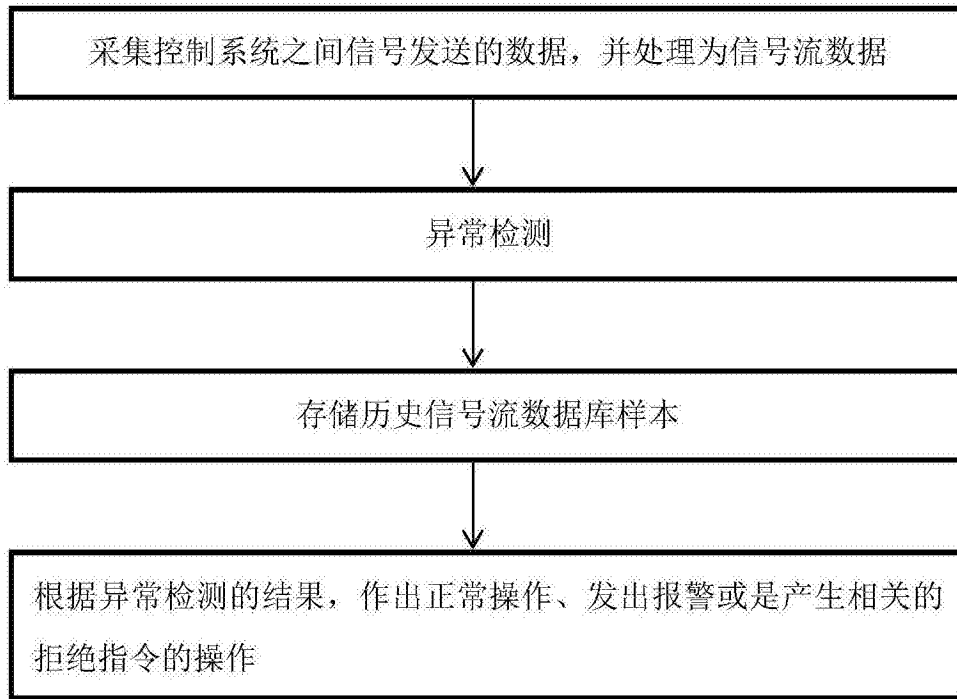 采集控制系统之间信号发送的数据，并处理为信号流数据
异常检测
存储历史信号流数据库样本
根据异常检测的结果，作出正常操作、发出报警或是产生相关的
拒绝指令的操作